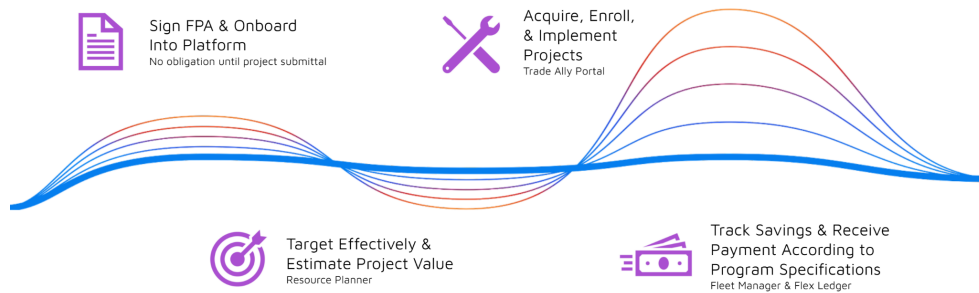 Sign FPA & Onboard
Into Platform
No obligation until project submittal
Acquire, Enroll,
& Implement
Projects
Trade Ally Portal
Target Effectively &
Estimate Project Value
Resource Planner
Track Savings & Receive
Payment According to
Program Specifications
Fleet Manager & Flex Ledger